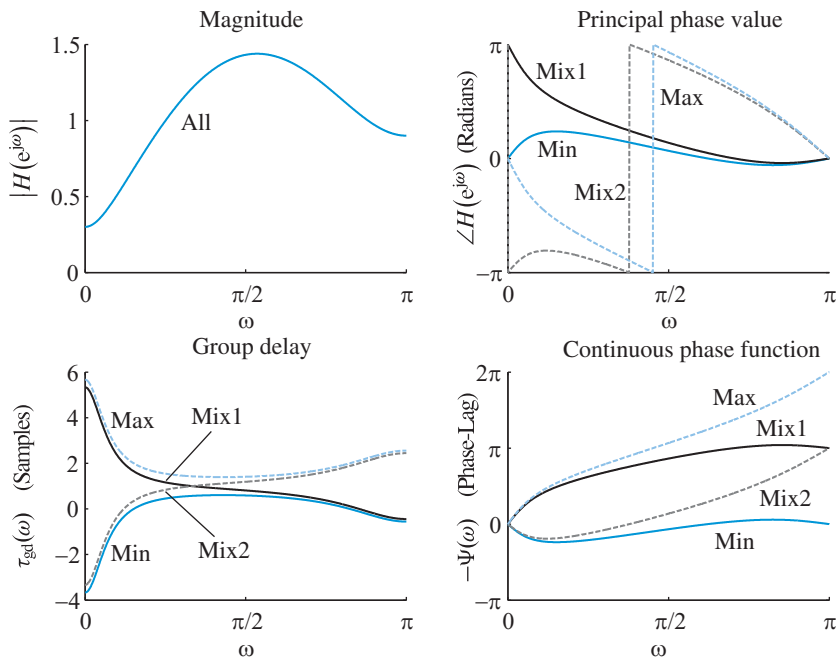 Magnitude
1.5
1
0.5
0
|H(e^jω)|
All
0
π/2
π
ω
Principal phase value
π
0
−π
∠H(e^jω) (Radians)
Mix1
Max
Min
Mix2
0
π/2
π
ω
Group delay
6
4
2
0
−2
−4
τgd(ω) (Samples)
Max
Mix1
Min
Mix2
0
π/2
π
ω
Continuous phase function
2π
π
0
−π
−Ψ(ω) (Phase-Lag)
Max
Mix1
Mix2
Min
0
π/2
π
ω